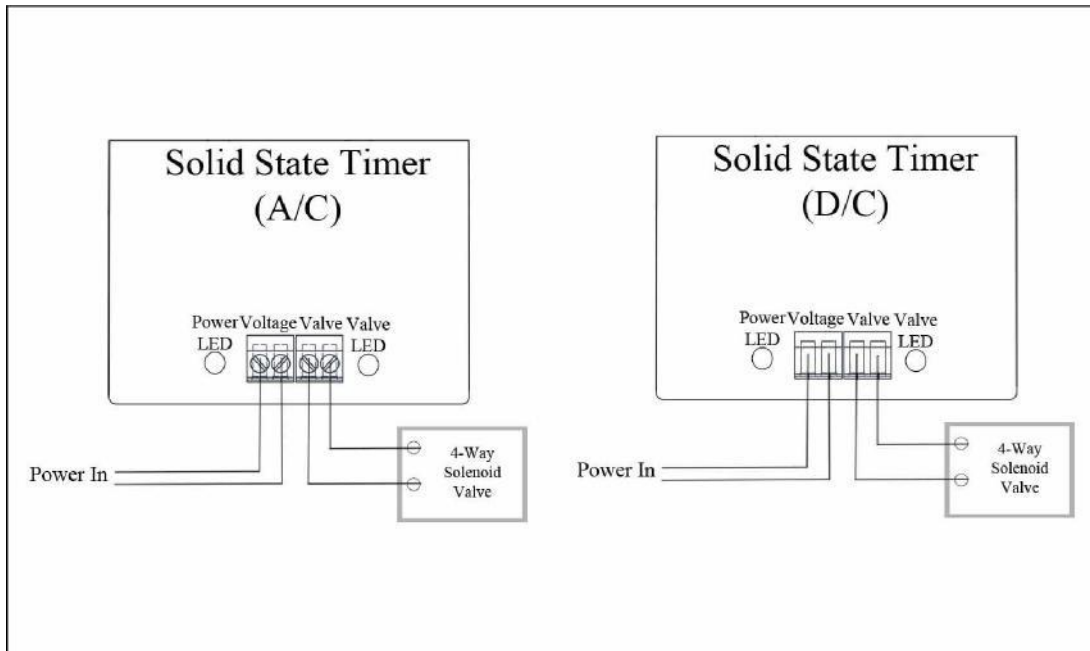 Solid State Timer
(A/C)
Power Voltage Valve Valve
LED LED
Power In
4-Way
Solenoid
Valve
Solid State Timer
(D/C)
Power Voltage Valve Valve
LED LED
Power In
4-Way
Solenoid
Valve